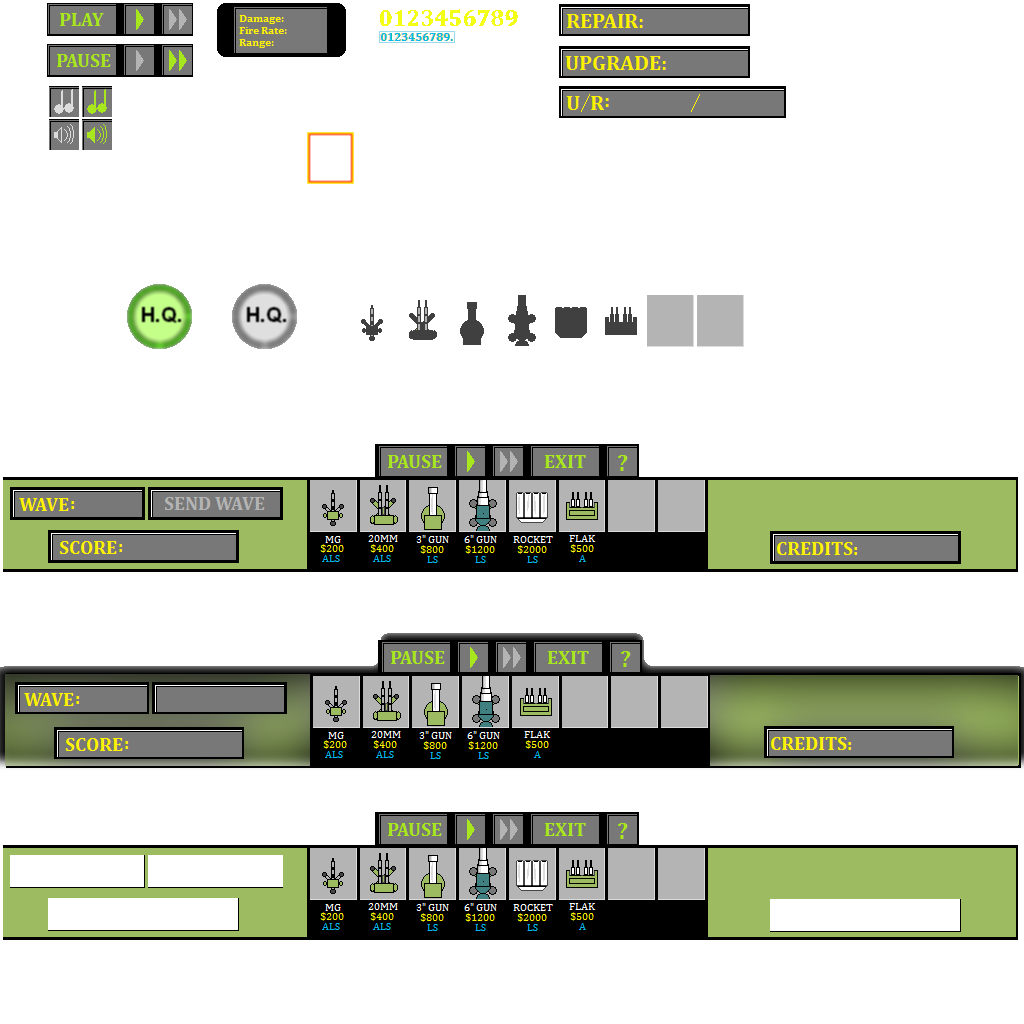 PLAY
PAUSE
Damage:
Fire Rate:
Range:
0123456789
0123456789.
REPAIR:
UPGRADE:
U/R: /
H.Q.
H.Q.
PAUSE EXIT ?
WAVE: SEND WAVE
SCORE:
CREDITS:
MG 20MM 3" GUN 6" GUN ROCKET FLAK
$200 $400 $800 $1200 $2000 $500
ALS ALS LS LS LS A
PAUSE EXIT ?
WAVE:
SCORE:
CREDITS:
MG 20MM 3" GUN 6" GUN FLAK
$200 $400 $800 $1200 $500
ALS ALS LS LS A
PAUSE EXIT ?
MG 20MM 3" GUN 6" GUN ROCKET FLAK
$200 $400 $800 $1200 $2000 $500
ALS ALS LS LS LS A